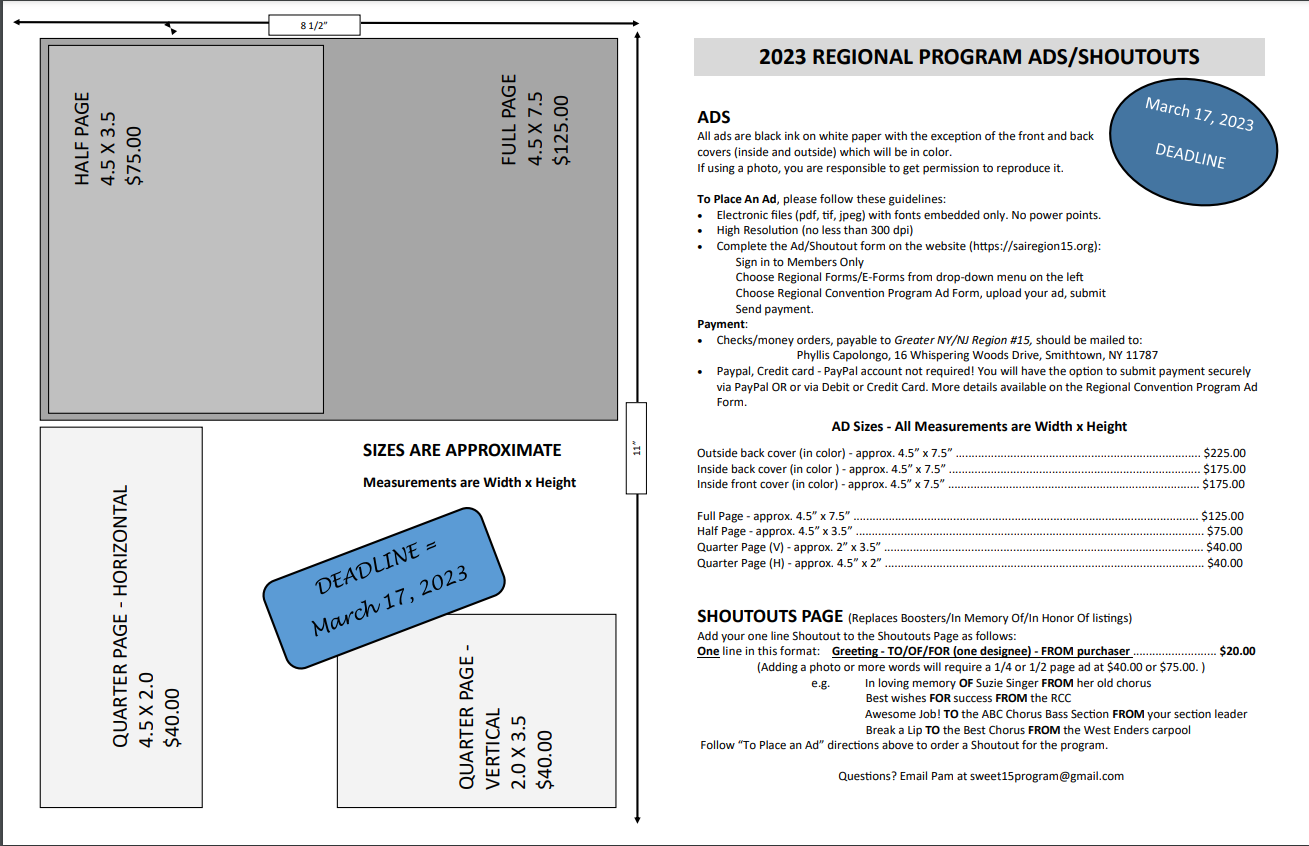 8 1/2"
HALF PAGE
4.5 X 3.5
$75.00
FULL PAGE
4.5 X 7.5
$125.00
11"
QUARTER PAGE - HORIZONTAL
4.5 X 2.0
$40.00
SIZES ARE APPROXIMATE
Measurements are Width x Height
DEADLINE =
March 17, 2023
QUARTER PAGE -
VERTICAL
2.0 X 3.5
$40.00
2023 REGIONAL PROGRAM ADS/SHOUTOUTS
March 17, 2023
DEADLINE
ADS
All ads are black ink on white paper with the exception of the front and back
covers (inside and outside) which will be in color.
If using a photo, you are responsible to get permission to reproduce it.
To Place An Ad, please follow these guidelines:
• Electronic files (pdf, tif, jpeg) with fonts embedded only. No power points.
• High Resolution (no less than 300 dpi)
• Complete the Ad/Shoutout form on the website (https://sairegion15.org):
Sign in to Members Only
Choose Regional Forms/E-Forms from drop-down menu on the left
Choose Regional Convention Program Ad Form, upload your ad, submit
Send payment.
Payment:
• Checks/money orders, payable to Greater NY/NJ Region #15, should be mailed to:
Phyllis Capolongo, 16 Whispering Woods Drive, Smithtown, NY 11787
• Paypal, Credit card - PayPal account not required! You will have the option to submit payment securely
via PayPal OR or via Debit or Credit Card. More details available on the Regional Convention Program Ad
Form.
AD Sizes - All Measurements are Width x Height
Outside back cover (in color) - approx. 4.5" x 7.5" ........ $225.00
Inside back cover (in color ) - approx. 4.5" x 7.5" ........ $175.00
Inside front cover (in color) - approx. 4.5" x 7.5" ........ $175.00
Full Page - approx. 4.5" x 7.5" ........ $125.00
Half Page - approx. 4.5" x 3.5" ........ $75.00
Quarter Page (V) - approx. 2" x 3.5" ........ $40.00
Quarter Page (H) - approx. 4.5" x 2" ........ $40.00
SHOUTOUTS PAGE (Replaces Boosters/In Memory Of/In Honor Of listings)
Add your one line Shoutout to the Shoutouts Page as follows:
One line in this format: Greeting - TO/OF/FOR (one designee) - FROM purchaser ........ $20.00
(Adding a photo or more words will require a 1/4 or 1/2 page ad at $40.00 or $75.00. )
e.g. In loving memory OF Suzie Singer FROM her old chorus
Best wishes FOR success FROM the RCC
Awesome Job! TO the ABC Chorus Bass Section FROM your section leader
Break a Lip TO the Best Chorus FROM the West Enders carpool
Follow "To Place an Ad" directions above to order a Shoutout for the program.
Questions? Email Pam at sweet15program@gmail.com